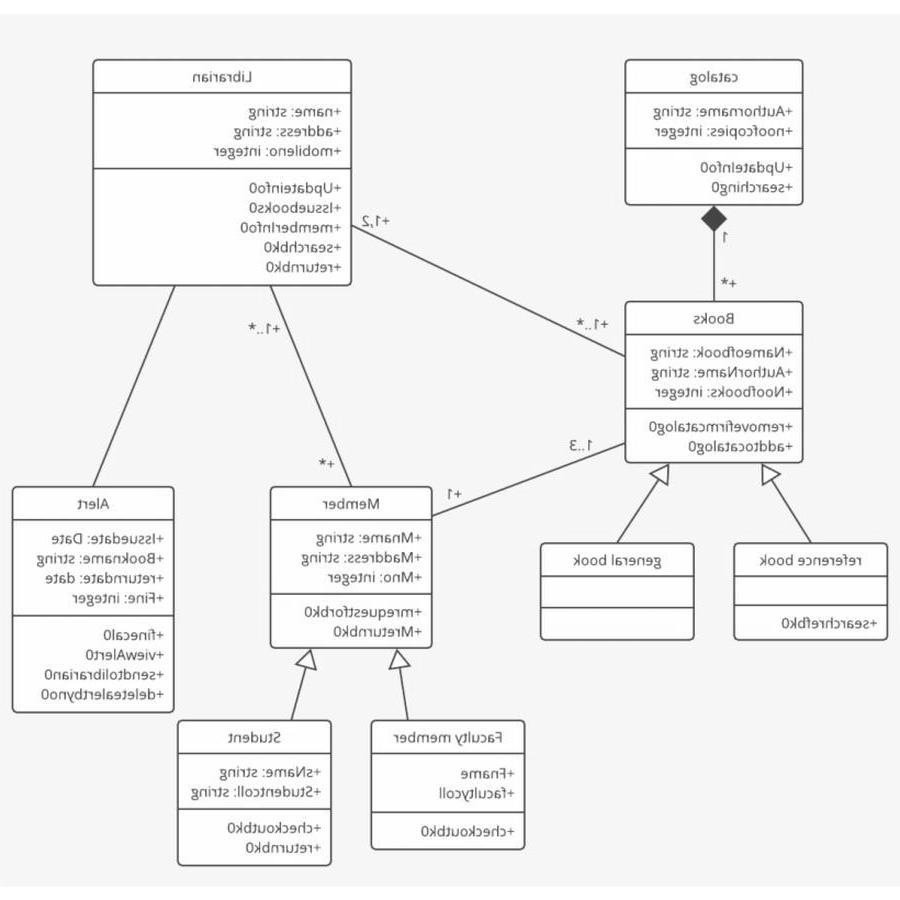 catalog
+Authorname: string
+noofcopies: integer
+UpdateInfo()
+searching()
1
+*
Librarian
+name: string
+address: string
+mobileno: integer
+Updateinfo()
+Issuebooks()
+memberInfo()
+searchbk()
+returnbk()
+1,2
+1..*
+1..*
+*
Books
+Nameofbook: string
+AuthorName: string
+Noofbooks: integer
+removefirmcatalog()
+addtocatalog()
1..3
+1
reference book
+searchrefbk()
general book
Member
+Mname: string
+Maddress: string
+Mno: integer
+mrequestforbk()
+Mreturnbk()
Alert
+Issuedate: Date
+Bookname: string
+returndate: date
+Fine: integer
+finecal()
+viewAlert()
+sendtolibrarian()
+deletealertbyno()
Faculty member
+Fname
+facultycoll
+checkoutbk()
Student
+sName: string
+Studentcoll: string
+checkoutbk()
+returnbk()